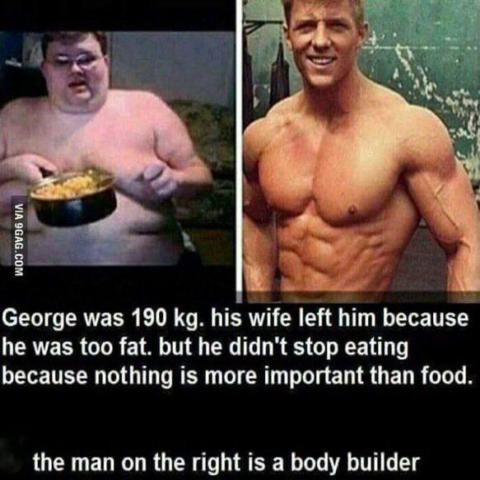 VIA 9GAG.COM
George was 190 kg. his wife left him because
he was too fat. but he didn't stop eating
because nothing is more important than food.
the man on the right is a body builder